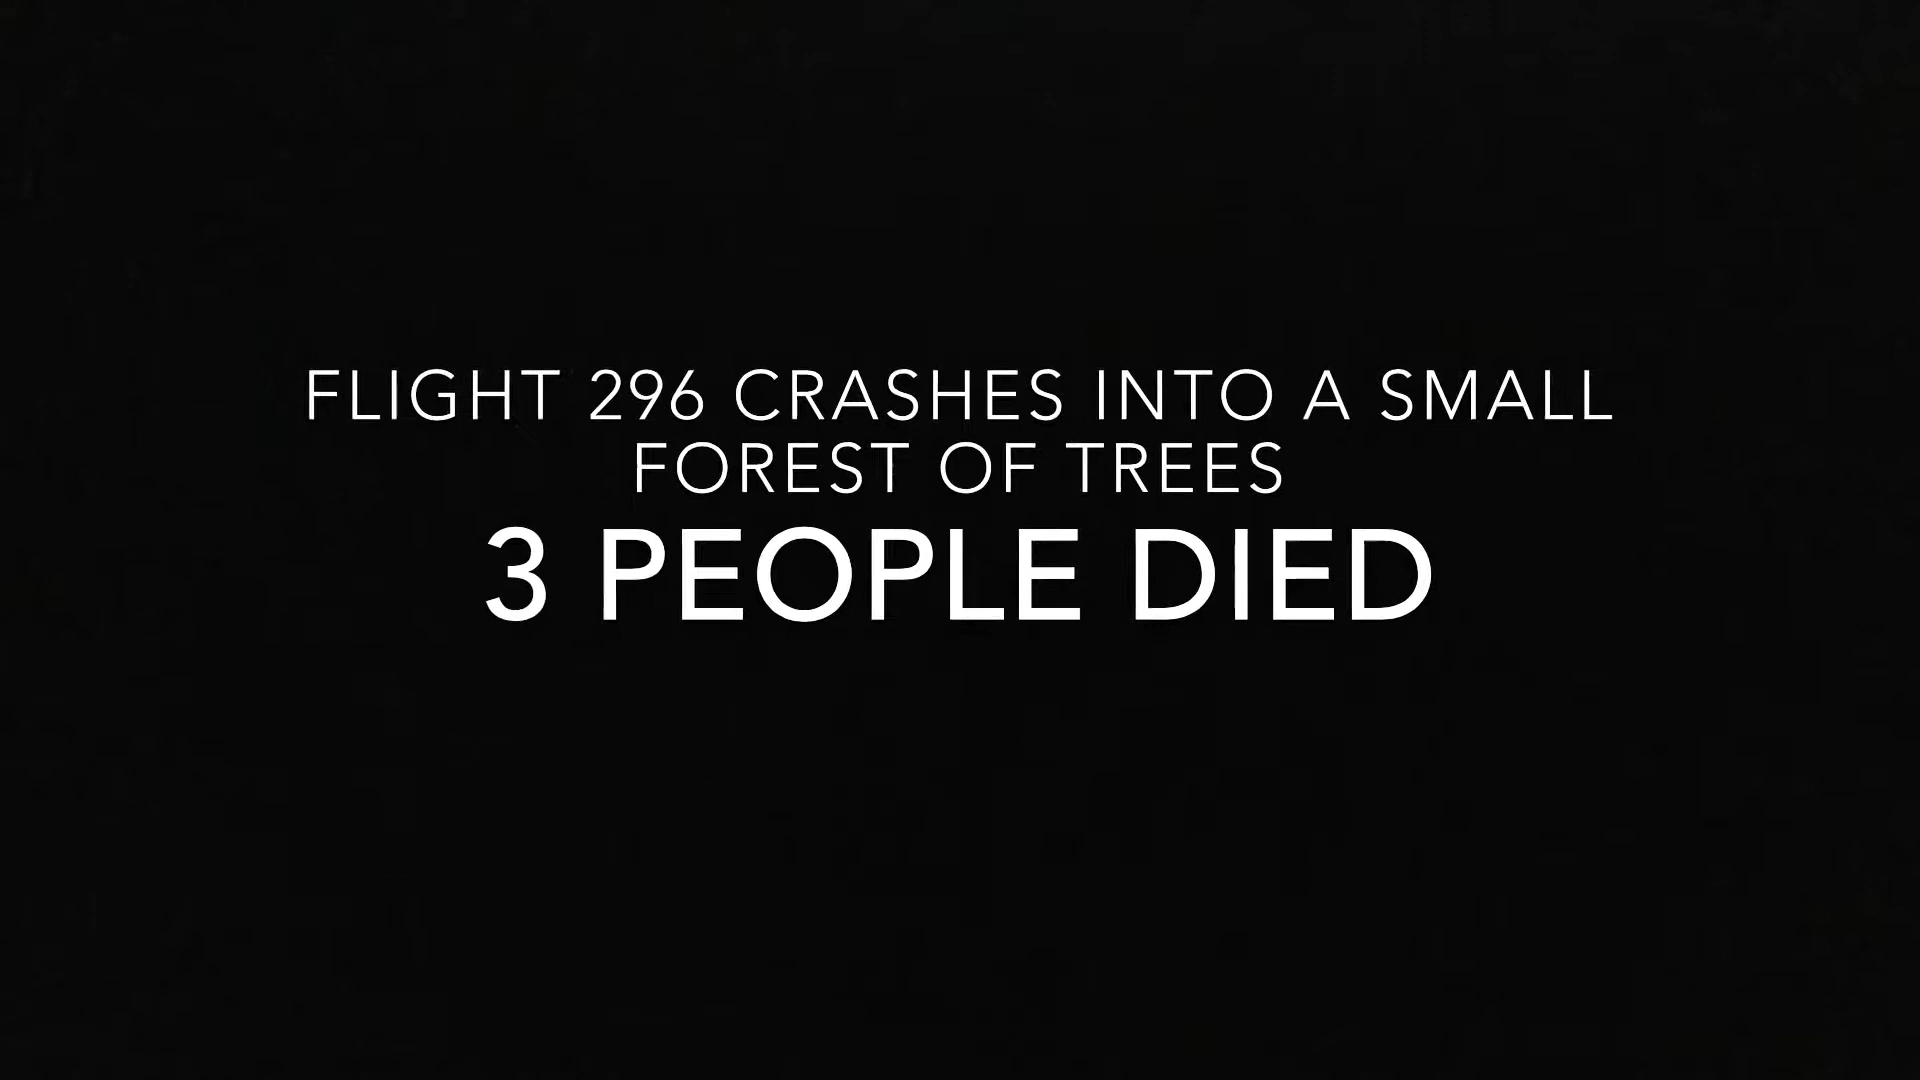 FLIGHT 296 CRASHES INTO A SMALL
FOREST OF TREES
3 PEOPLE DIED